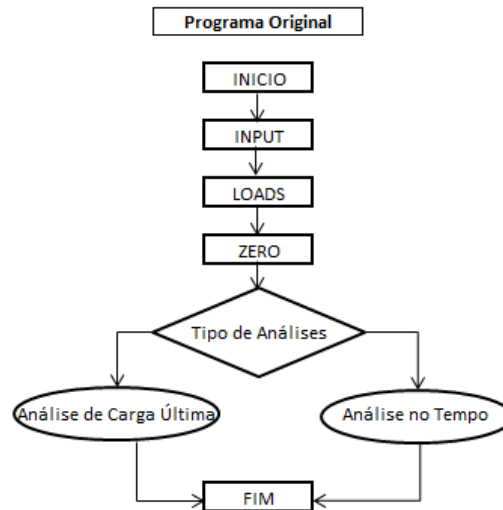 Programa Original
INICIO
INPUT
LOADS
ZERO
Tipo de Análises
Análise de Carga Última
Análise no Tempo
FIM